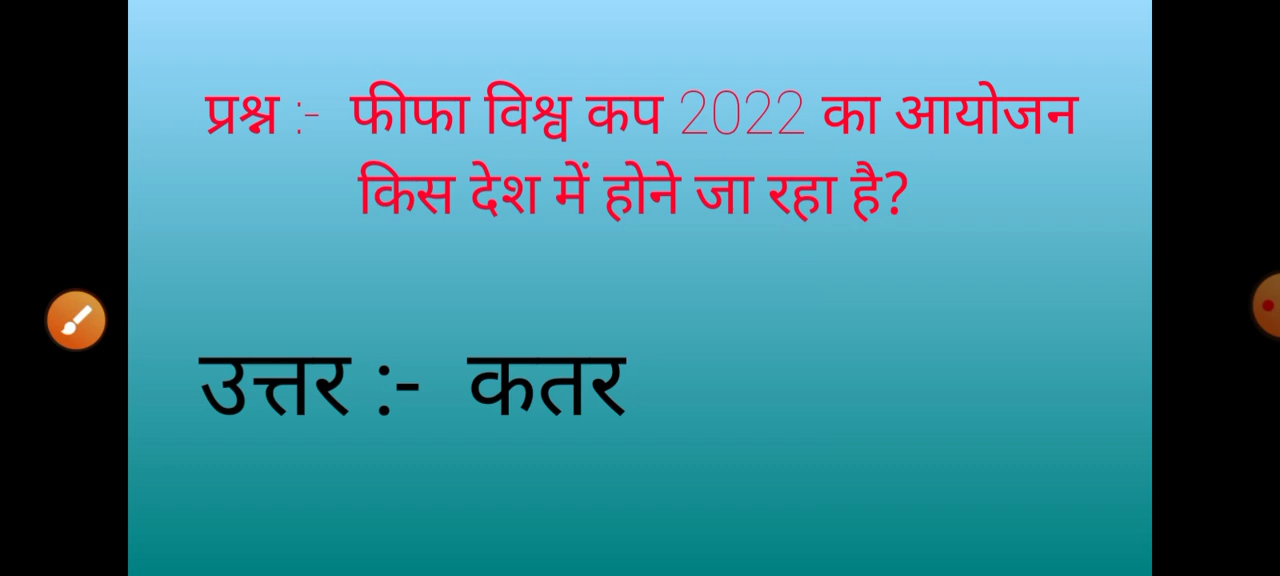 प्रश्न :- फीफा विश्व कप 2022 का आयोजन
किस देश में होने जा रहा है?
उत्तर :- कतर